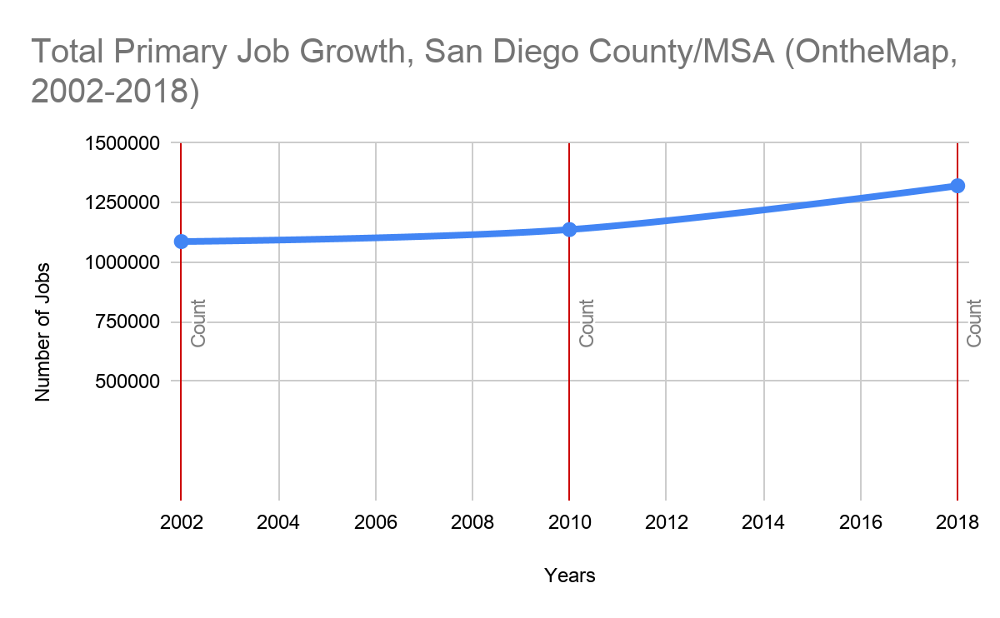 Total Primary Job Growth, San Diego County/MSA (OntheMap,
2002-2018)
1500000
1250000
1000000
750000
500000
Number of Jobs
Count
Count
Count
2002 2004 2006 2008 2010 2012 2014 2016 2018
Years